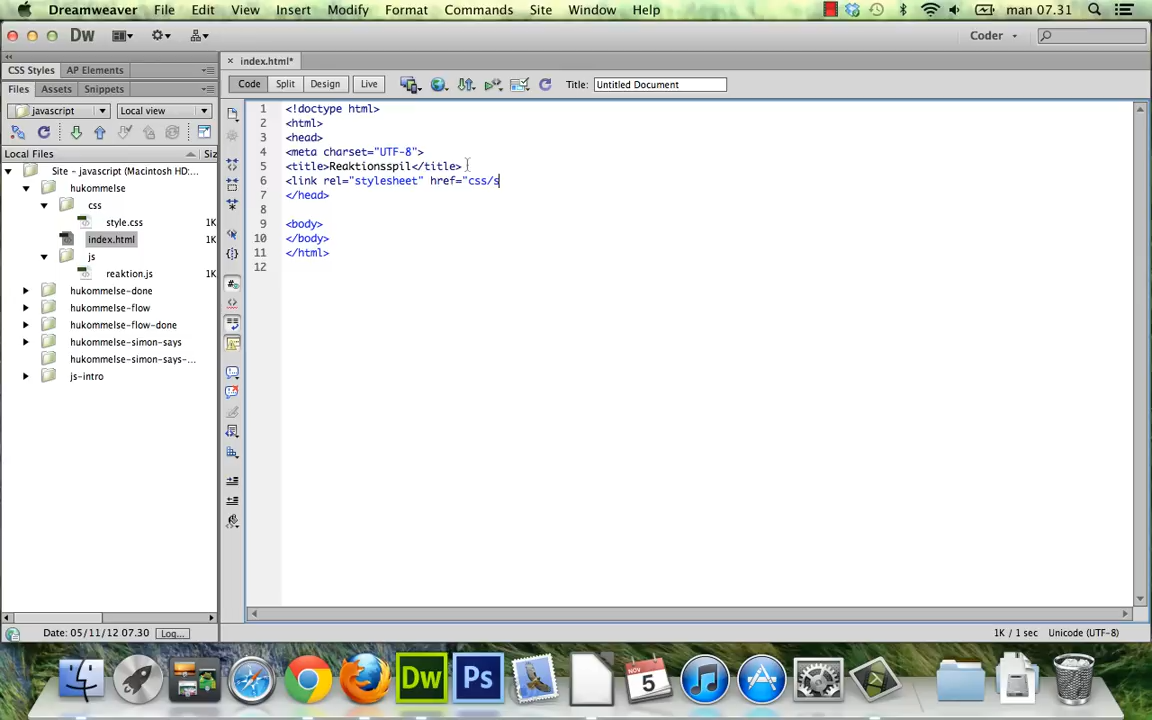 Dreamweaver File Edit View Insert Modify Format Commands Site Window Help man 07.31
Dw Coder
CSS Styles AP Elements index.html*
Files Assets Snippets Code Split Design Live Title: Untitled Document
javascript Local view
Local Files Siz
Site - javascript (Macintosh HD:...
hukommelse
css
style.css 1K
index.html 1K
js
reaktion.js 1K
hukommelse-done
hukommelse-flow
hukommelse-flow-done
hukommelse-simon-says
hukommelse-simon-says-...
js-intro
1 <!doctype html>
2 <html>
3 <head>
4 <meta charset="UTF-8">
5 <title>Reaktionsspil</title>
6 <link rel="stylesheet" href="css/s
7 </head>
8
9 <body>
10 </body>
11 </html>
12
Date: 05/11/12 07.30 Log... 1K / 1 sec Unicode (UTF-8)
Dw Ps 5